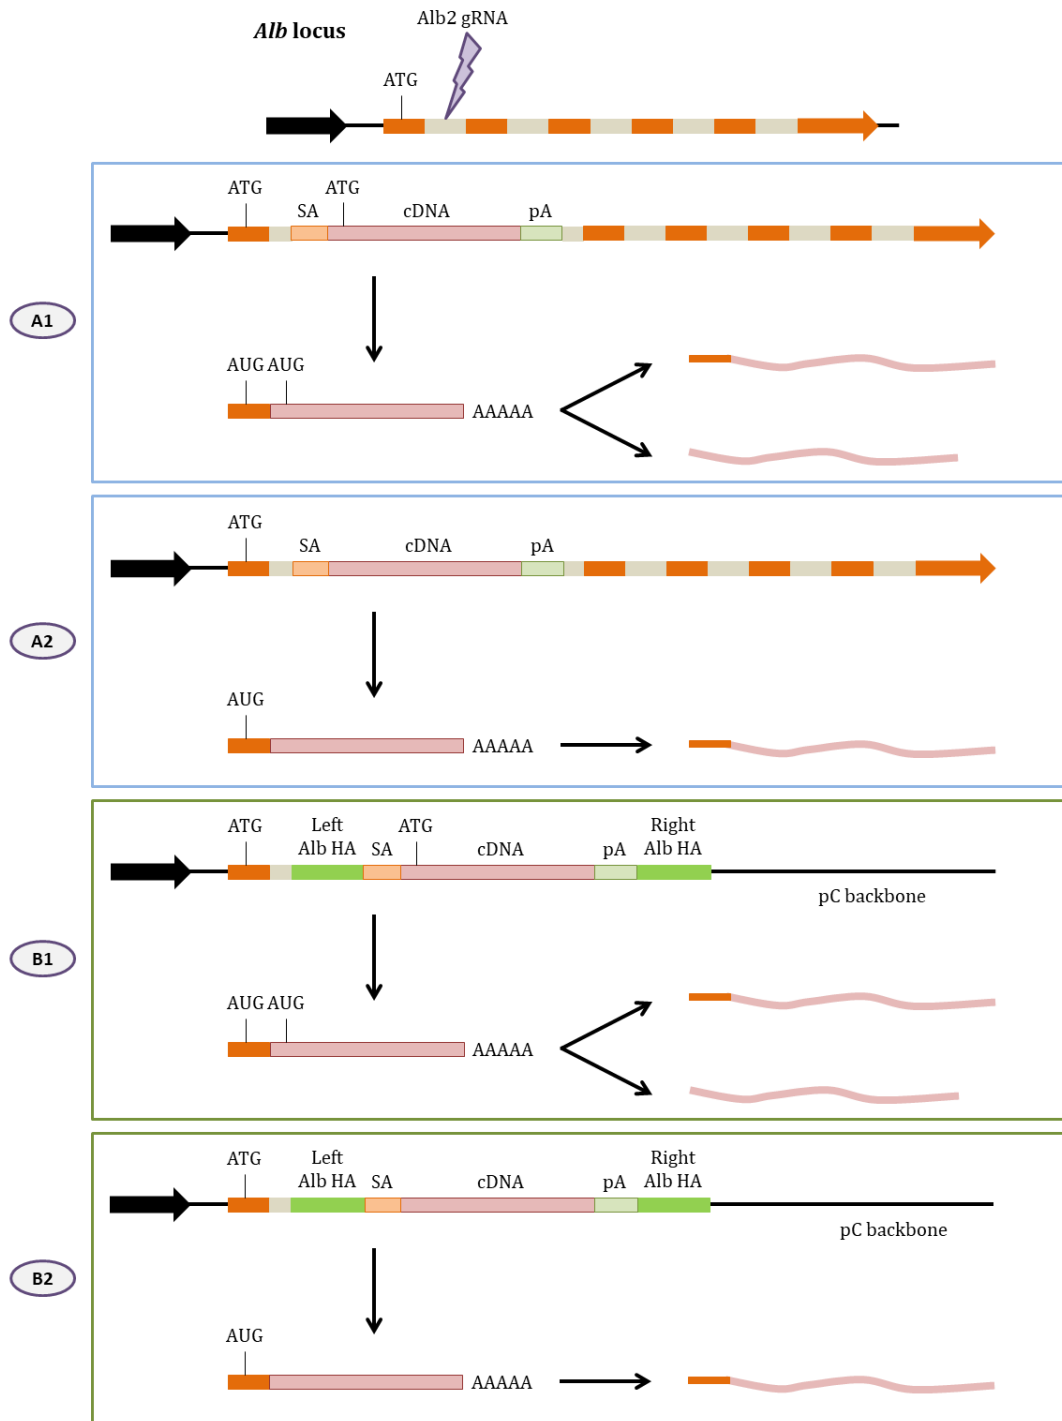 Alb2 gRNA
Alb locus
ATG
A1
ATG
ATG
SA
cDNA
pA
AUG AUG
AAAAA
A2
ATG
SA
cDNA
pA
AUG
AAAAA
B1
ATG
Left
Alb HA
SA
ATG
cDNA
pA
Right
Alb HA
pC backbone
AUG AUG
AAAAA
B2
ATG
Left
Alb HA
SA
cDNA
pA
Right
Alb HA
pC backbone
AUG
AAAAA